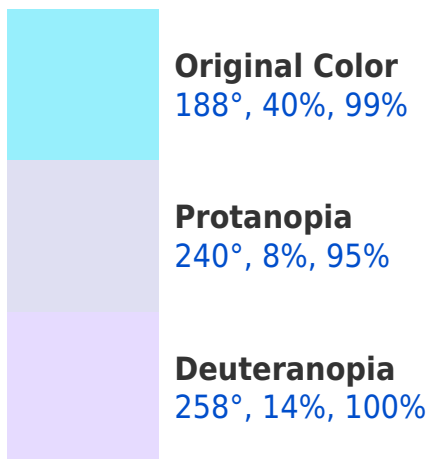 Original Color
188°, 40%, 99%
Protanopia
240°, 8%, 95%
Deuteranopia
258°, 14%, 100%